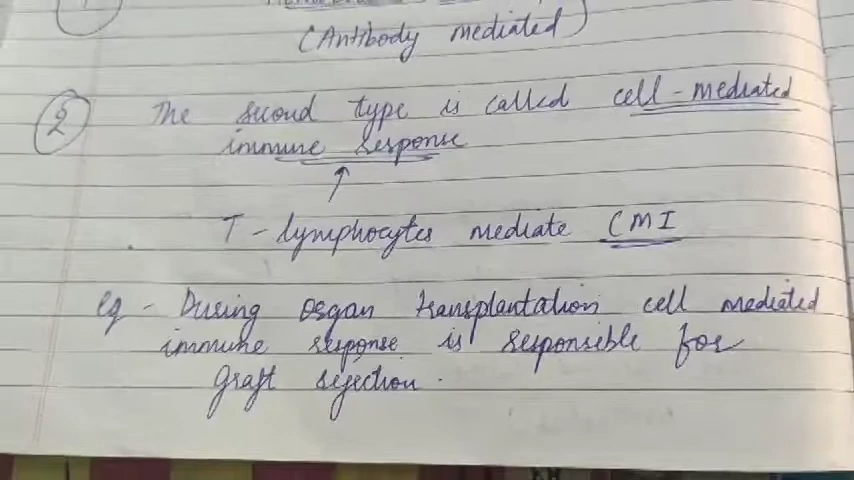 (Antibody mediated)
2 The second type is called cell-mediated
immune response
↑
T-lymphocytes mediate CMI
eg - During organ transplantation cell mediated
immune response is responsible for
graft rejection.